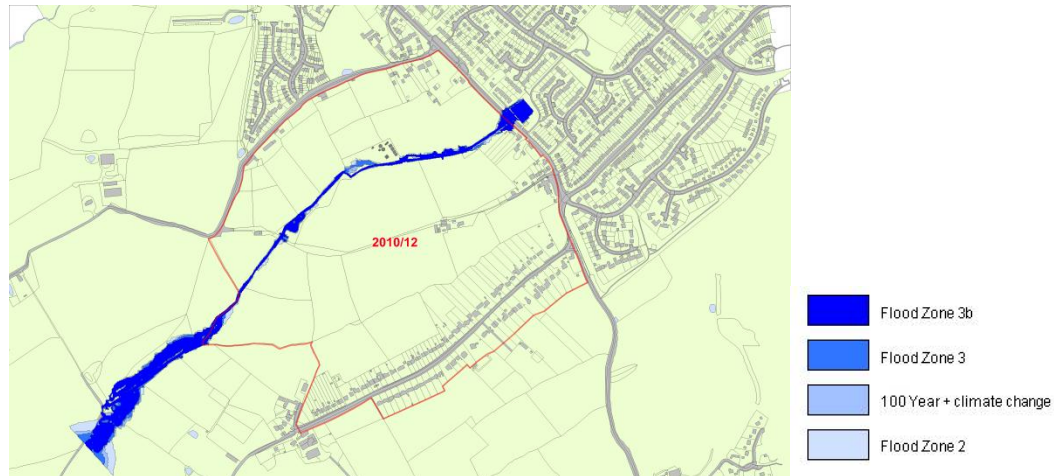 2010/12
Flood Zone 3b
Flood Zone 3
100 Year + climate change
Flood Zone 2